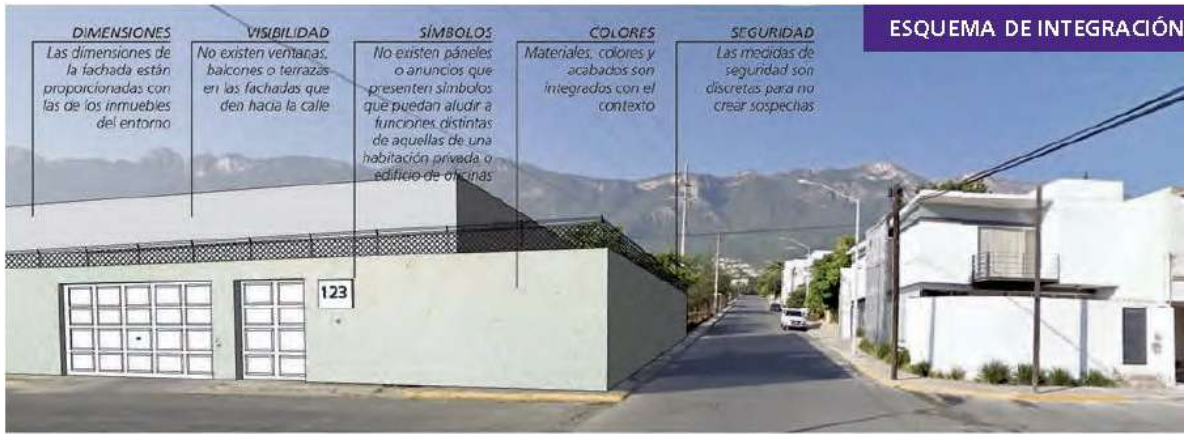 ESQUEMA DE INTEGRACIÓN
DIMENSIONES
Las dimensiones de
la fachada están
proporcionadas con
las de los inmuebles
del entorno
VISIBILIDAD
No existen ventanas,
balcones o terrazas
en las fachadas que
den hacia la calle
SÍMBOLOS
No existen páneles
o anuncios que
presenten símbolos
que puedan aludir a
funciones distintas
de aquellas de una
habitación privada o
edificio de oficinas
COLORES
Materiales, colores y
acabados son
integrados con el
contexto
SEGURIDAD
Las medidas de
seguridad son
discretas para no
crear sospechas
123